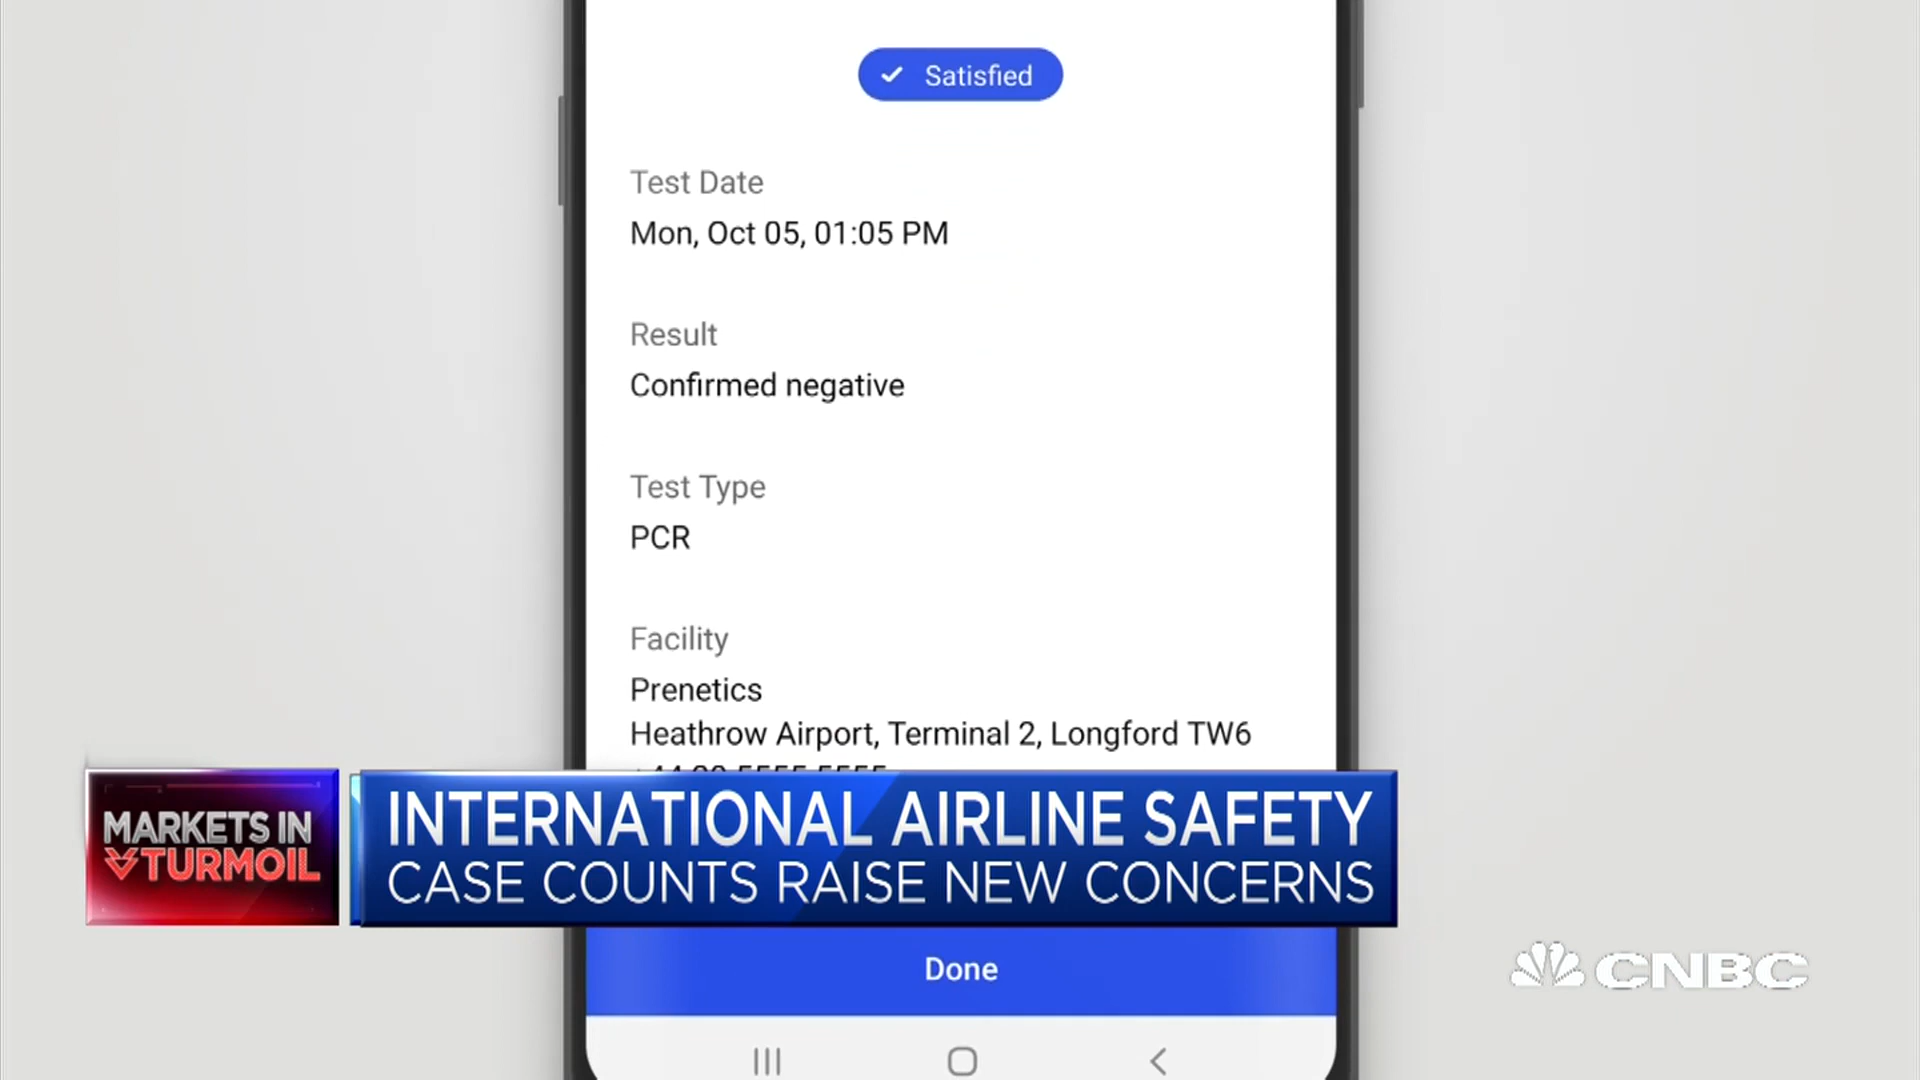 Satisfied
Test Date
Mon, Oct 05, 01:05 PM
Result
Confirmed negative
Test Type
PCR
Facility
Prenetics
Heathrow Airport, Terminal 2, Longford TW6
MARKETS IN
TURMOIL
INTERNATIONAL AIRLINE SAFETY
CASE COUNTS RAISE NEW CONCERNS
Done
CNBC